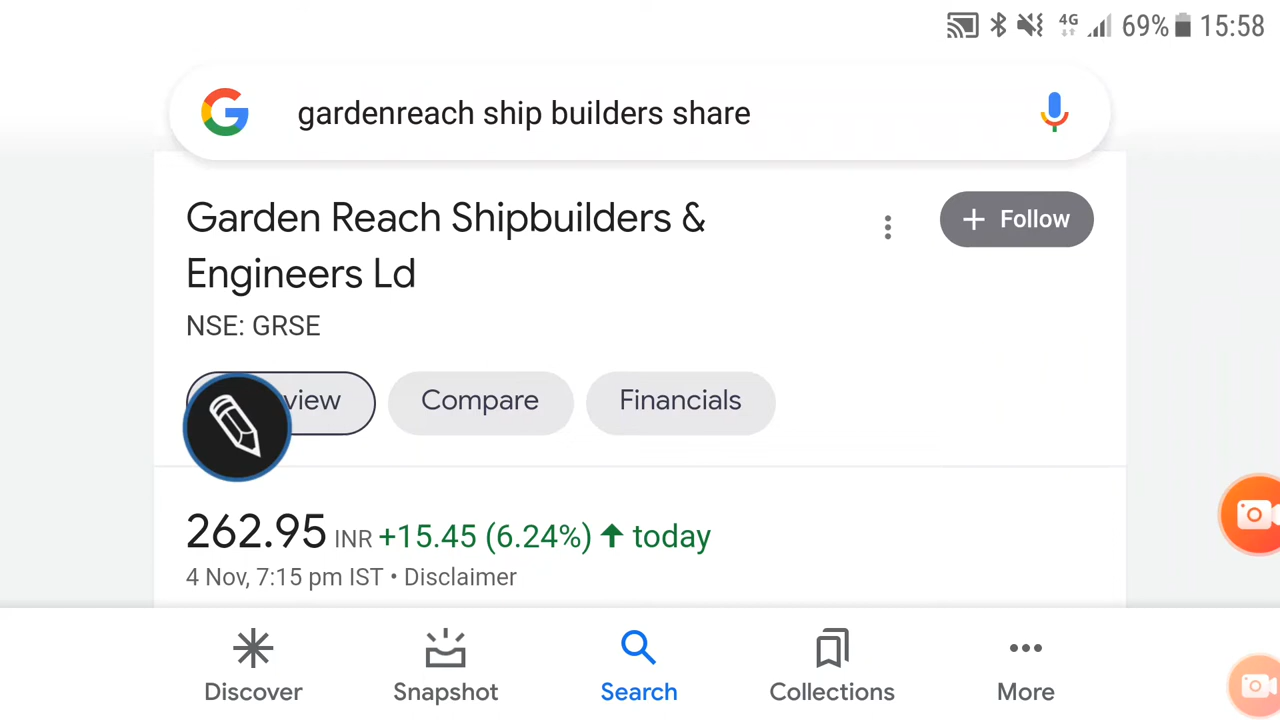 4G 69% 15:58
gardenreach ship builders share
Garden Reach Shipbuilders &
Engineers Ld
Follow
NSE: GRSE
view Compare Financials
262.95 INR +15.45 (6.24%) ↑ today
4 Nov, 7:15 pm IST • Disclaimer
Discover Snapshot Search Collections More